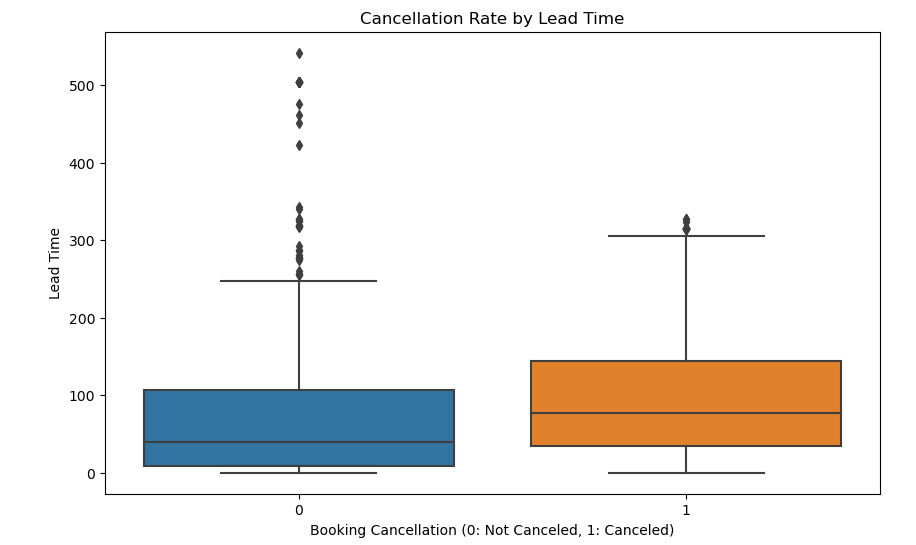 Cancellation Rate by Lead Time
500
400
300
200
100
0
Lead Time
0
1
Booking Cancellation (0: Not Canceled, 1: Canceled)